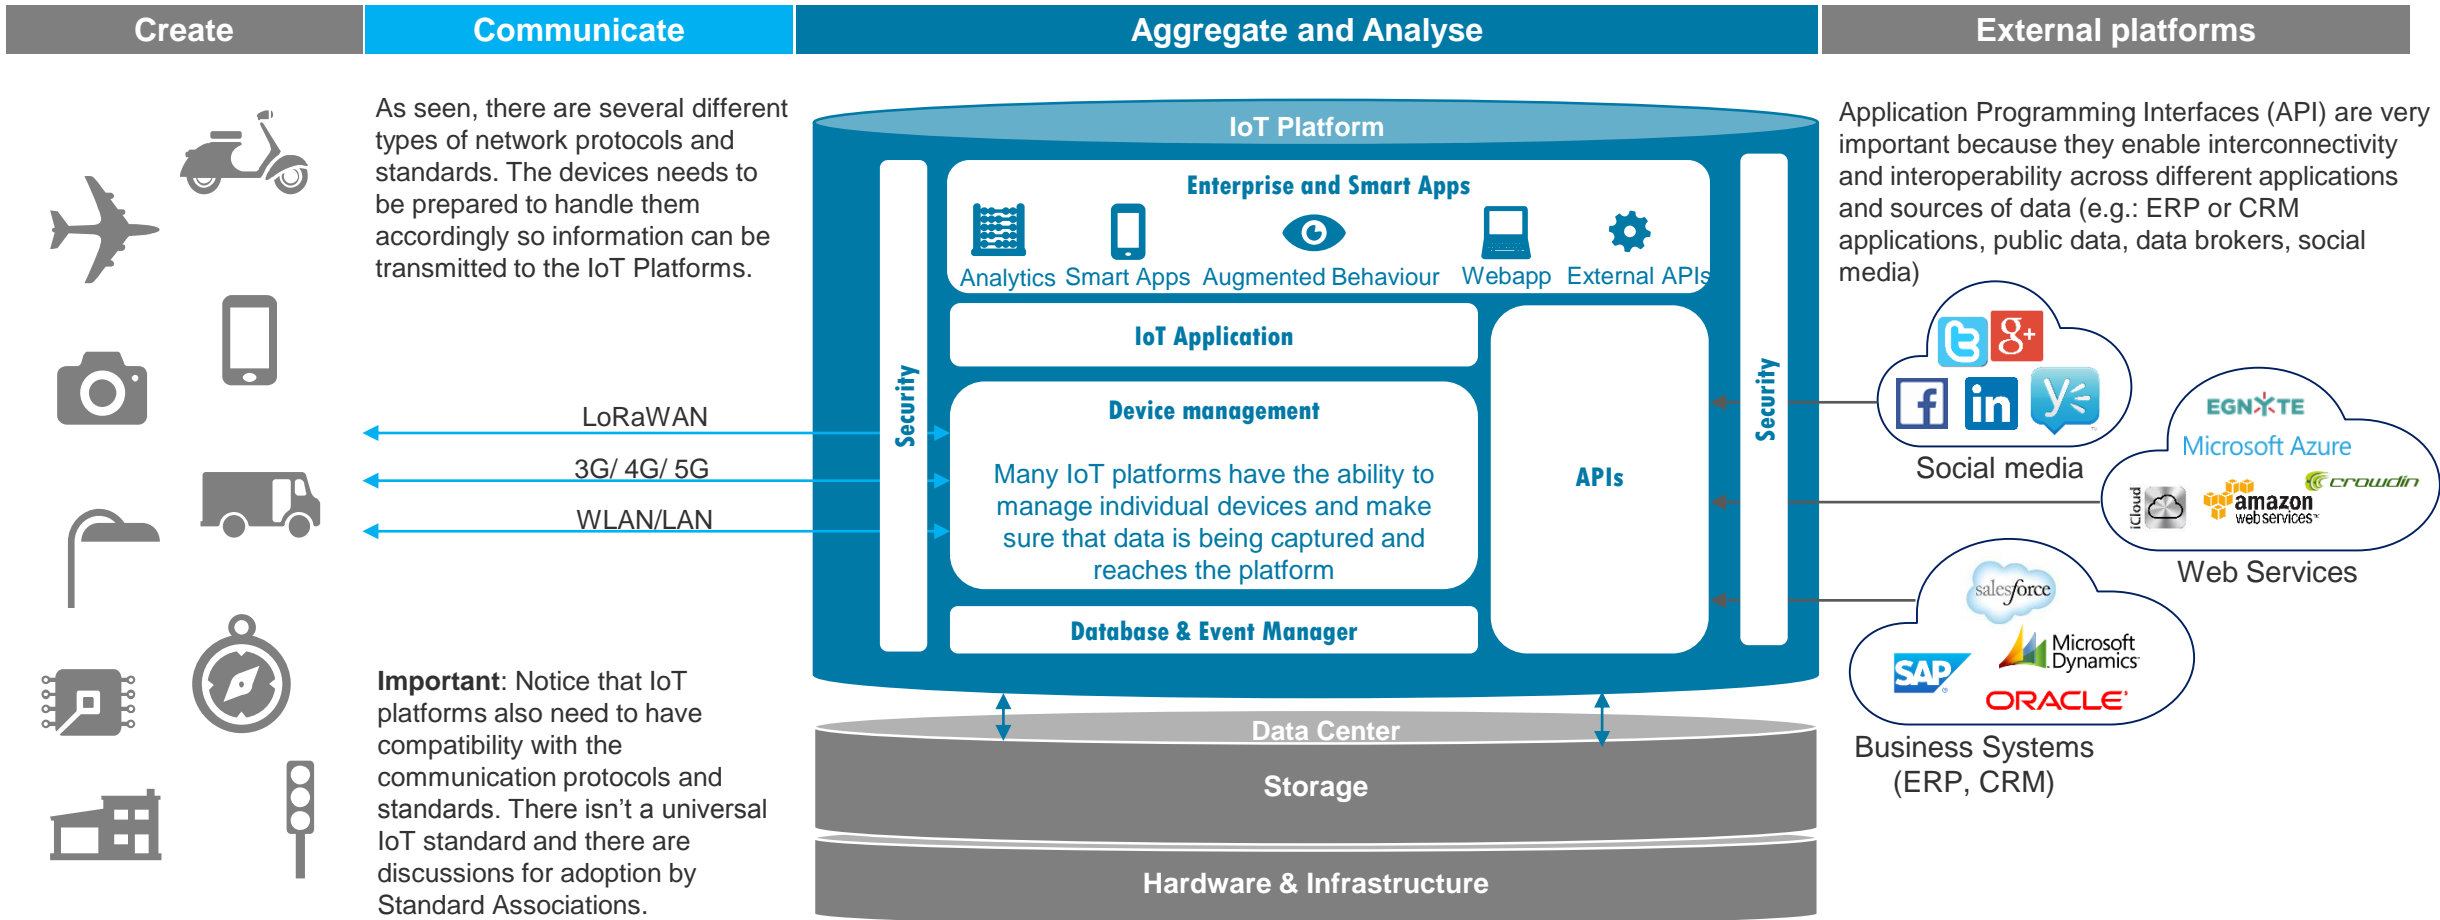 Create
Communicate
Aggregate and Analyse
External platforms
As seen, there are several different
types of network protocols and
standards. The devices needs to
be prepared to handle them
accordingly so information can be
transmitted to the IoT Platforms.
LoRaWAN
3G/ 4G/ 5G
WLAN/LAN
Important: Notice that IoT
platforms also need to have
compatibility with the
communication protocols and
standards. There isn’t a universal
IoT standard and there are
discussions for adoption by
Standard Associations.
IoT Platform
Security
Enterprise and Smart Apps
Analytics
Smart Apps
Augmented Behaviour
Webapp
External APIs
IoT Application
Device management
Many IoT platforms have the ability to
manage individual devices and make
sure that data is being captured and
reaches the platform
Database & Event Manager
APIs
Security
Data Center
Storage
Hardware & Infrastructure
Application Programming Interfaces (API) are very
important because they enable interconnectivity
and interoperability across different applications
and sources of data (e.g.: ERP or CRM
applications, public data, data brokers, social
media)
g+
f
in
Social media
EGNYTE
Microsoft Azure
crowdin
iCloud
amazon
webservices™
Web Services
salesforce
Microsoft
Dynamics
SAP
ORACLE
Business Systems
(ERP, CRM)